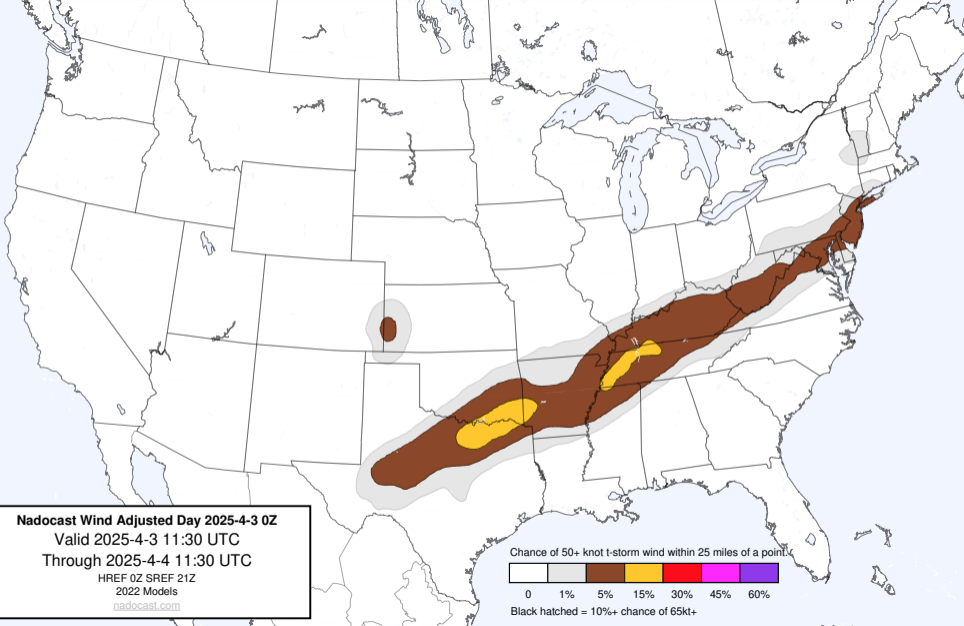 Nadocast Wind Adjusted Day 2025-4-3 0Z
Valid 2025-4-3 11:30 UTC
Through 2025-4-4 11:30 UTC
HREF 0Z SREF 21Z
2022 Models
nadocast.com
Chance of 50+ knot t-storm wind within 25 miles of a point.
0 1% 5% 15% 30% 45% 60%
Black hatched = 10%+ chance of 65kt+